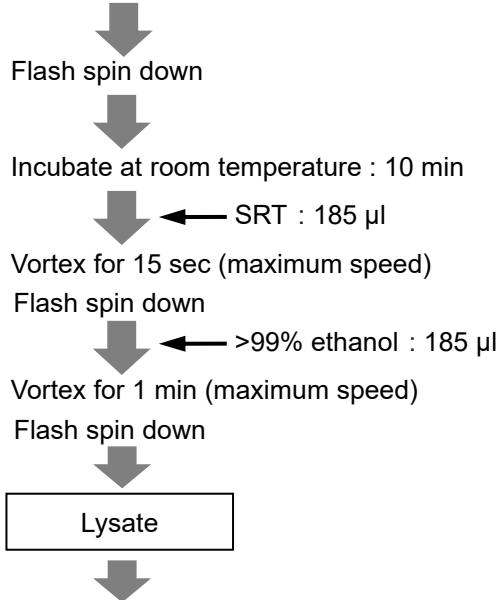 Flash spin down
Incubate at room temperature : 10 min
SRT : 185 µl
Vortex for 15 sec (maximum speed)
Flash spin down
>99% ethanol : 185 µl
Vortex for 1 min (maximum speed)
Flash spin down
Lysate